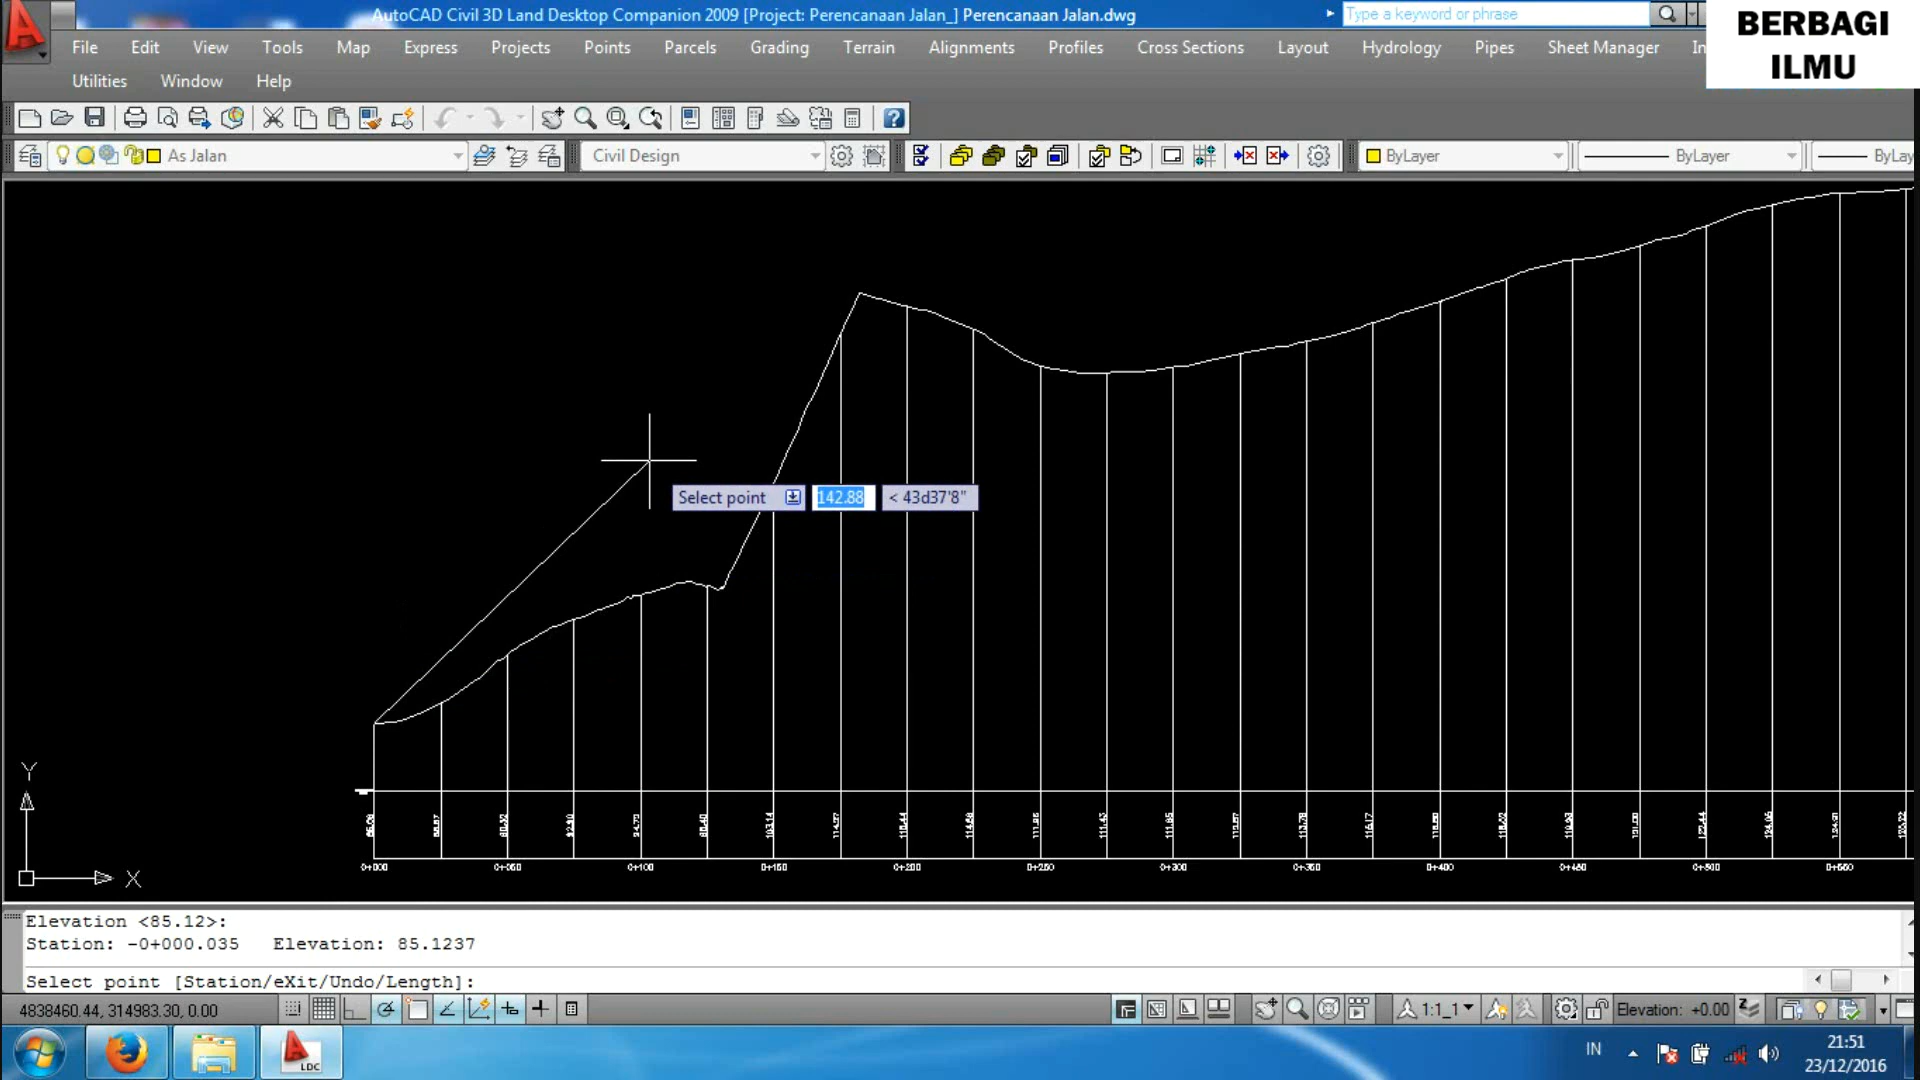 AutoCAD Civil 3D Land Desktop Companion 2009 [Project: Perencanaan Jalan_] Perencanaan Jalan.dwg
Type a keyword or phrase
BERBAGI
ILMU
File Edit View Tools Map Express Projects Points Parcels Grading Terrain Alignments Profiles Cross Sections Layout Hydrology Pipes Sheet Manager In
Utilities Window Help
As Jalan
Civil Design
ByLayer
ByLayer
ByLay
Select point 142.88 < 43d37'8"
Y
X
0+000 0+050 0+100 0+150 0+200 0+250 0+300 0+350 0+400 0+450 0+500 0+550
Elevation <85.12>:
Station: -0+000.035 Elevation: 85.1237
Select point [Station/eXit/Undo/Length]:
4838460.44, 314983.30, 0.00
1:1_1
Elevation: +0.00
LDC
IN
21:51
23/12/2016